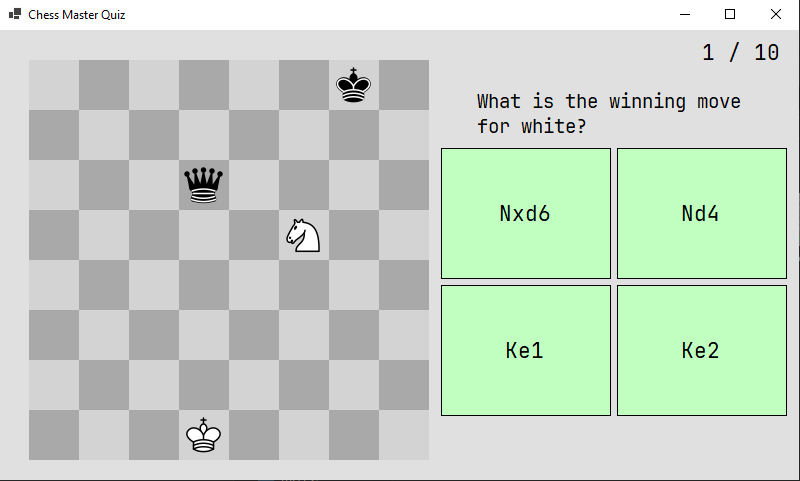 Chess Master Quiz
1 / 10
What is the winning move
for white?
Nxd6
Nd4
Ke1
Ke2